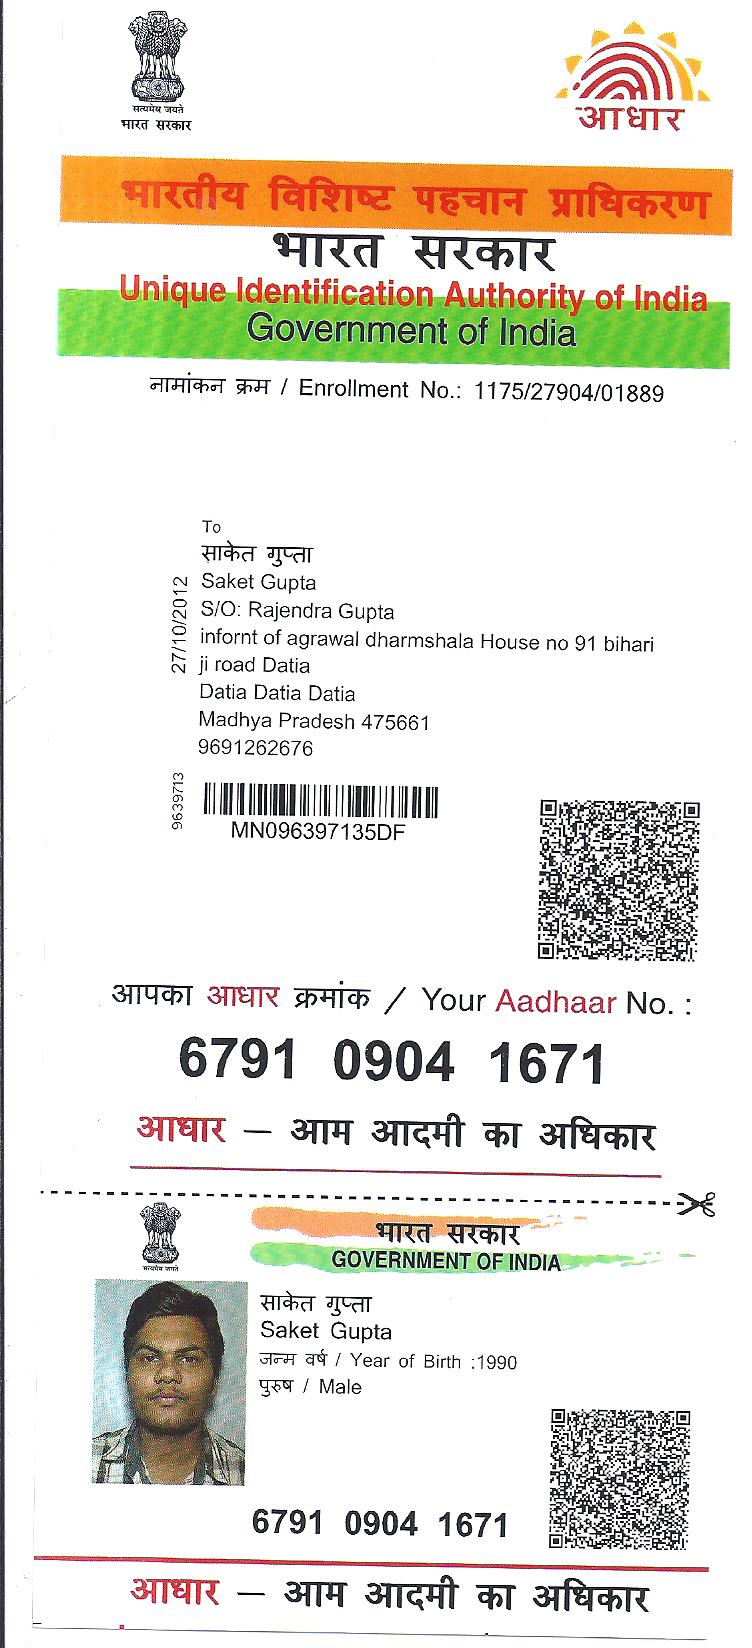 सत्यमेव जयते
भारत सरकार
आधार
भारतीय विशिष्ट पहचान प्राधिकरण
भारत सरकार
Unique Identification Authority of India
Government of India
नामांकन क्रम / Enrollment No.: 1175/27904/01889
To
साकेत गुप्ता
Saket Gupta
S/O: Rajendra Gupta
infornt of agrawal dharmshala House no 91 bihari
ji road Datia
Datia Datia Datia
Madhya Pradesh 475661
9691262676
27/10/2012
9639713
MN096397135DF
आपका आधार क्रमांक / Your Aadhaar No. :
6791 0904 1671
आधार — आम आदमी का अधिकार
भारत सरकार
GOVERNMENT OF INDIA
सत्यमेव जयते
साकेत गुप्ता
Saket Gupta
जन्म वर्ष / Year of Birth :1990
पुरुष / Male
6791 0904 1671
आधार — आम आदमी का अधिकार